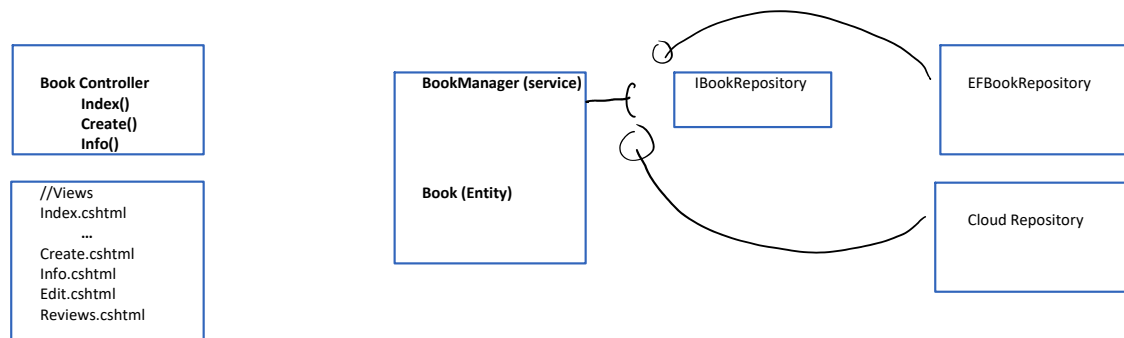 Book Controller
Index()
Create()
Info()
//Views
Index.cshtml
...
Create.cshtml
Info.cshtml
Edit.cshtml
Reviews.cshtml
BookManager (service)
Book (Entity)
IBookRepository
EFBookRepository
Cloud Repository